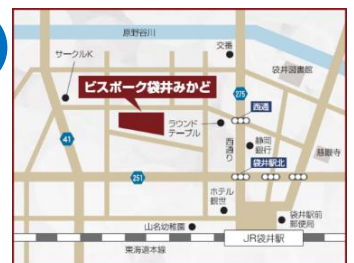 原野谷川
交番
サークルK
袋井図書館
275
ビスポーク袋井みかど
西通
ラウンド
テーブル
西通り
静岡
銀行
慈眼寺
41
袋井駅北
251
ホテル
観世
山名幼稚園
袋井駅前
郵便局
JR袋井駅
東海道本線